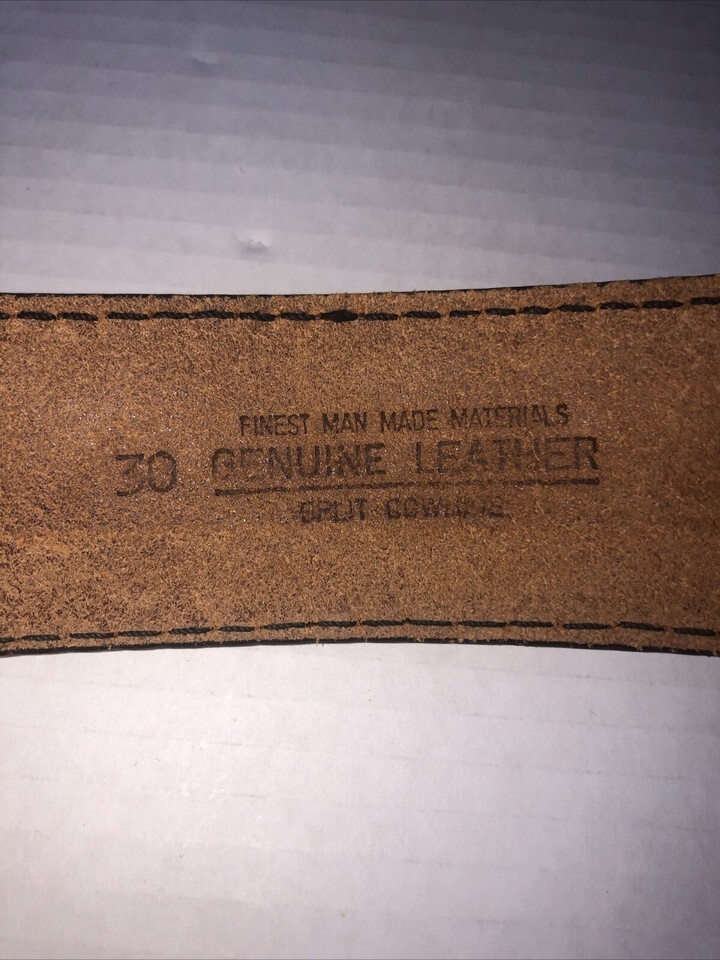 FINEST MAN MADE MATERIALS
30 GENUINE LEATHER
SPLIT COWHIDE